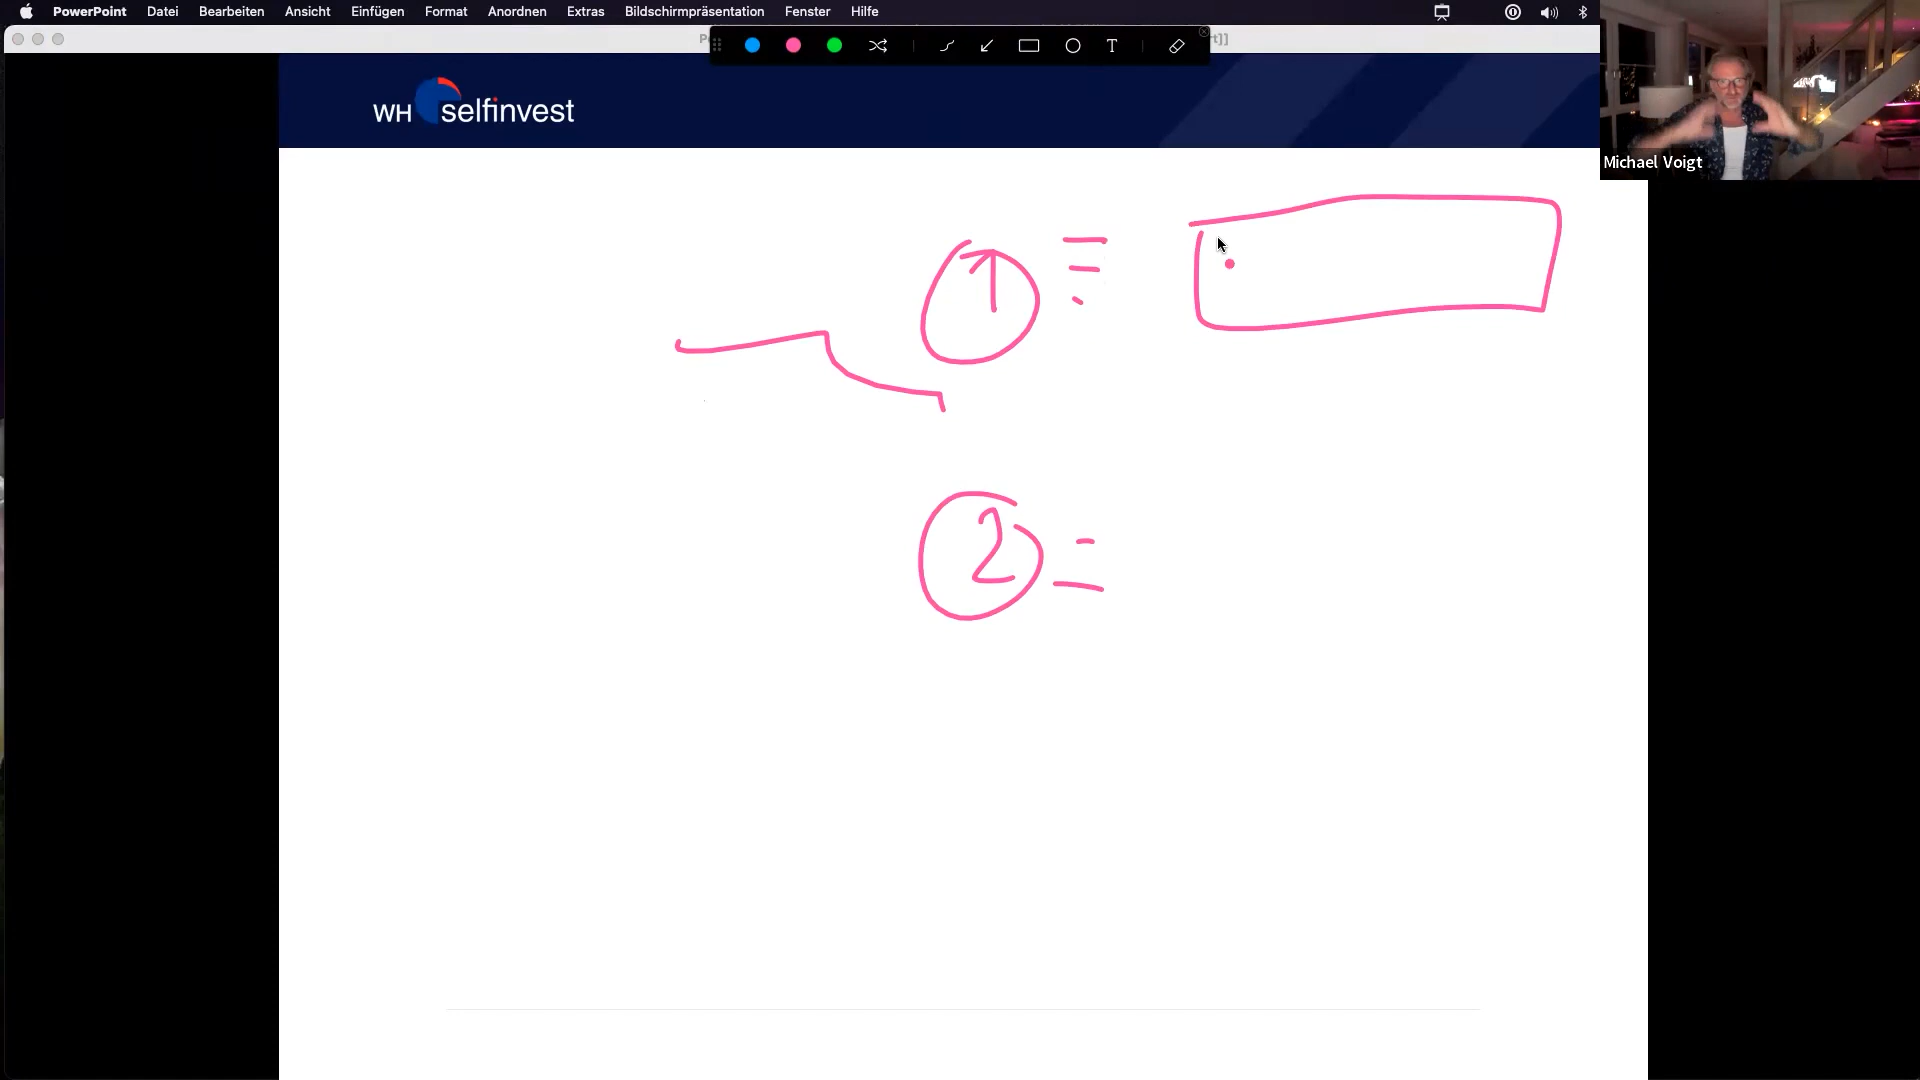 PowerPoint Datei Bearbeiten Ansicht Einfügen Format Anordnen Extras Bildschirmpräsentation Fenster Hilfe
T
WH selfinvest
Michael Voigt
1
2 =